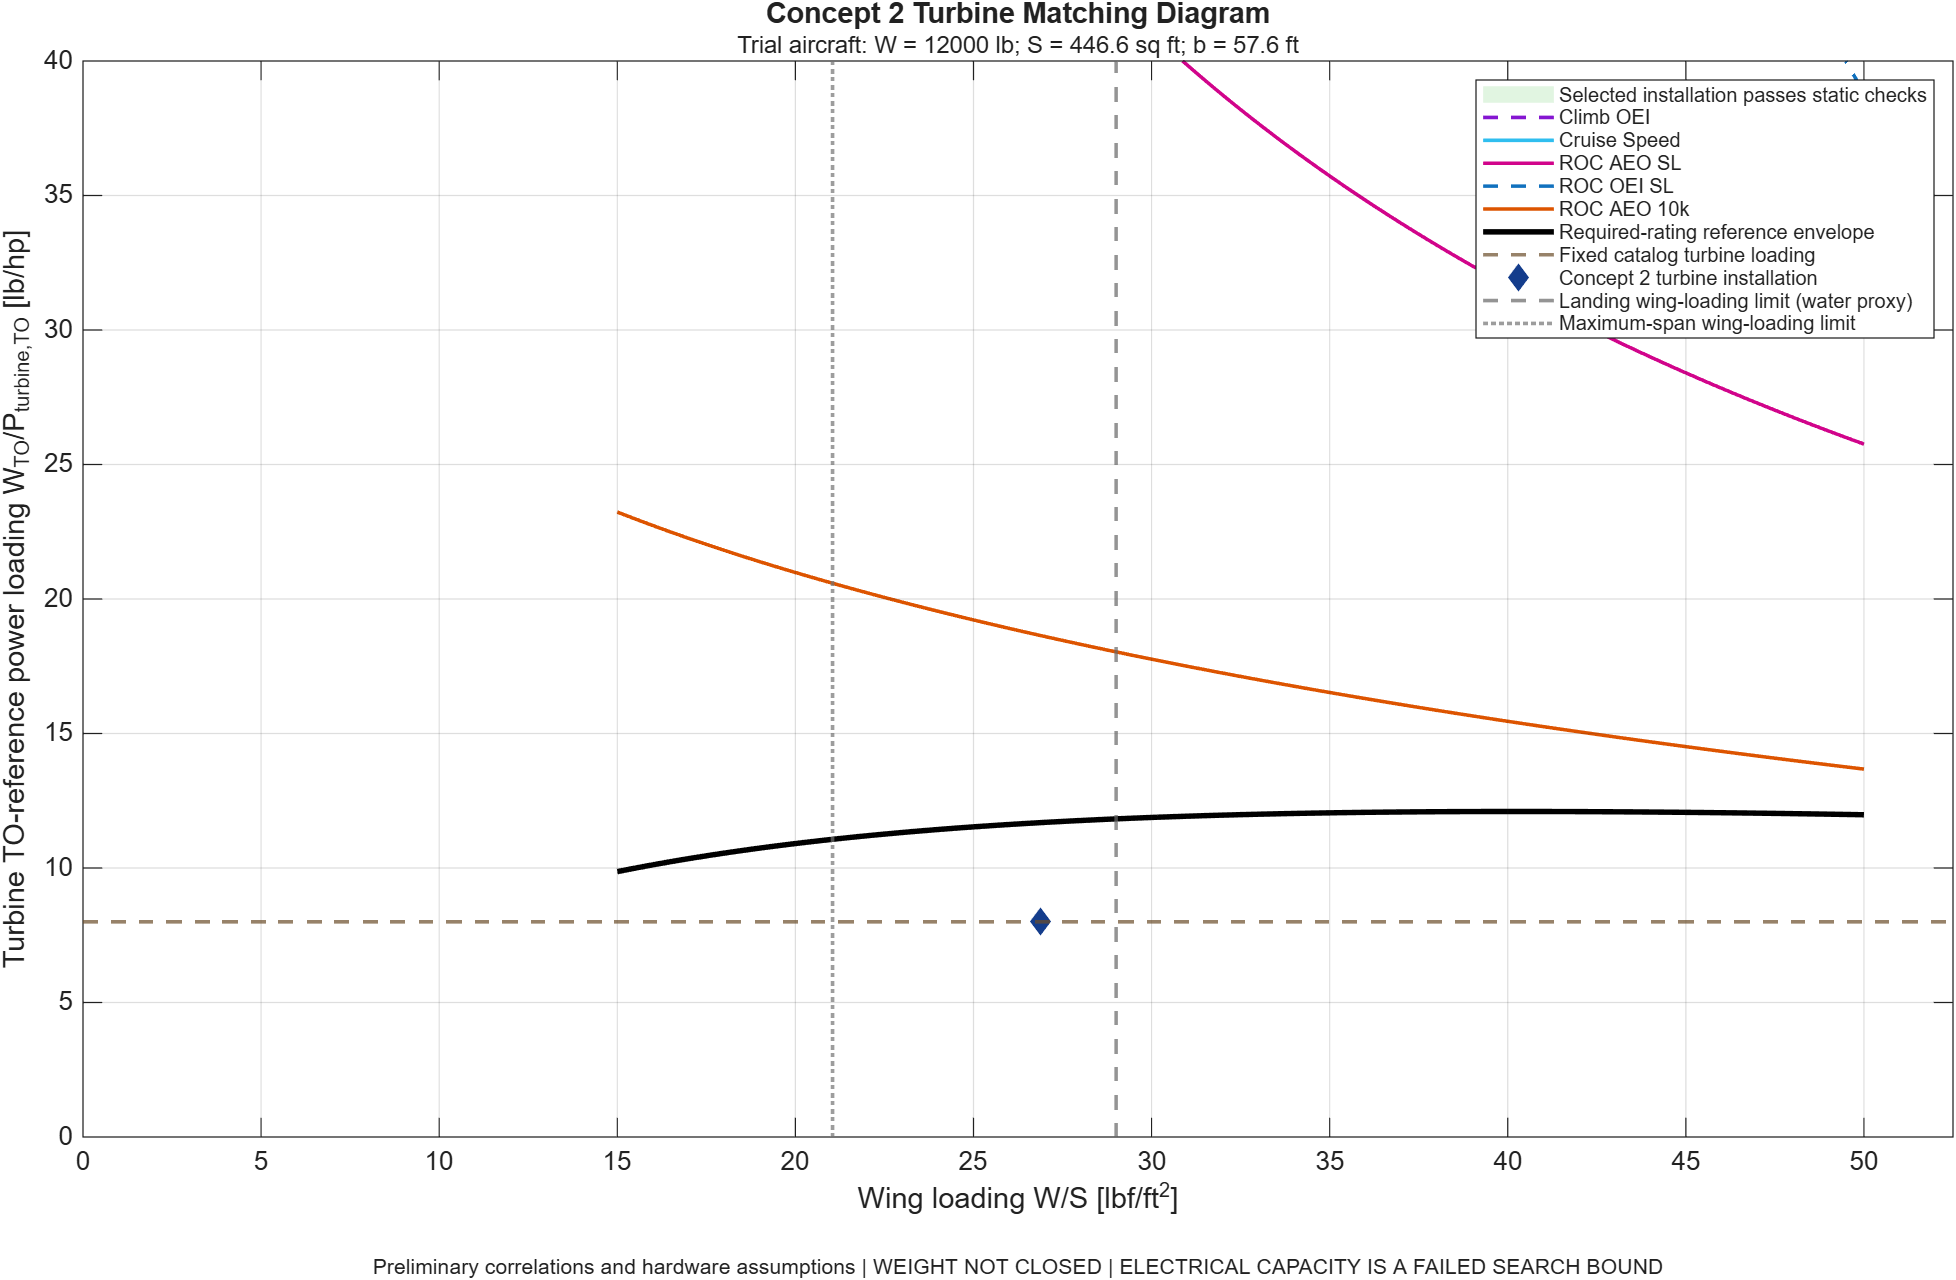 Concept 2 Turbine Matching Diagram
Trial aircraft: W = 12000 lb; S = 446.6 sq ft; b = 57.6 ft
Turbine TO-reference power loading W_TO/P_turbine,TO [lb/hp]
40
35
30
25
20
15
10
5
0
Selected installation passes static checks
Climb OEI
Cruise Speed
ROC AEO SL
ROC OEI SL
ROC AEO 10k
Required-rating reference envelope
Fixed catalog turbine loading
Concept 2 turbine installation
Landing wing-loading limit (water proxy)
Maximum-span wing-loading limit
0 5 10 15 20 25 30 35 40 45 50
Wing loading W/S [lbf/ft²]
Preliminary correlations and hardware assumptions | WEIGHT NOT CLOSED | ELECTRICAL CAPACITY IS A FAILED SEARCH BOUND